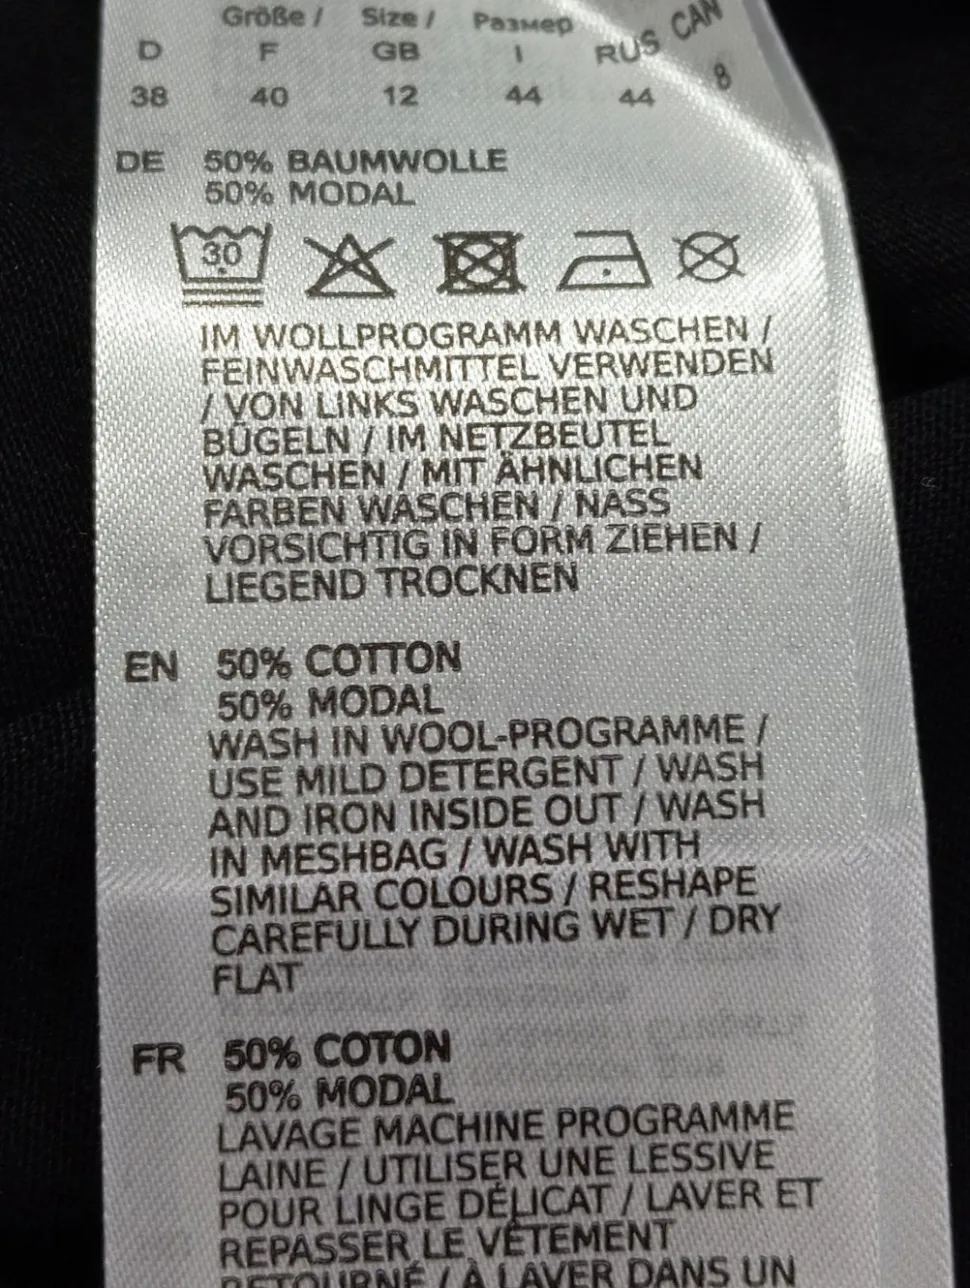 Größe / Size / Размер
D F GB I RUS CAN
38 40 12 44 44 8
DE 50% BAUMWOLLE
50% MODAL
30
IM WOLLPROGRAMM WASCHEN /
FEINWASCHMITTEL VERWENDEN
/ VON LINKS WASCHEN UND
BÜGELN / IM NETZBEUTEL
WASCHEN / MIT ÄHNLICHEN
FARBEN WASCHEN / NASS
VORSICHTIG IN FORM ZIEHEN /
LIEGEND TROCKNEN
EN 50% COTTON
50% MODAL
WASH IN WOOL-PROGRAMME /
USE MILD DETERGENT / WASH
AND IRON INSIDE OUT / WASH
IN MESHBAG / WASH WITH
SIMILAR COLOURS / RESHAPE
CAREFULLY DURING WET / DRY
FLAT
FR 50% COTON
50% MODAL
LAVAGE MACHINE PROGRAMME
LAINE / UTILISER UNE LESSIVE
POUR LINGE DÉLICAT / LAVER ET
REPASSER LE VÊTEMENT
RETOURNÉ / À LAVER DANS UN